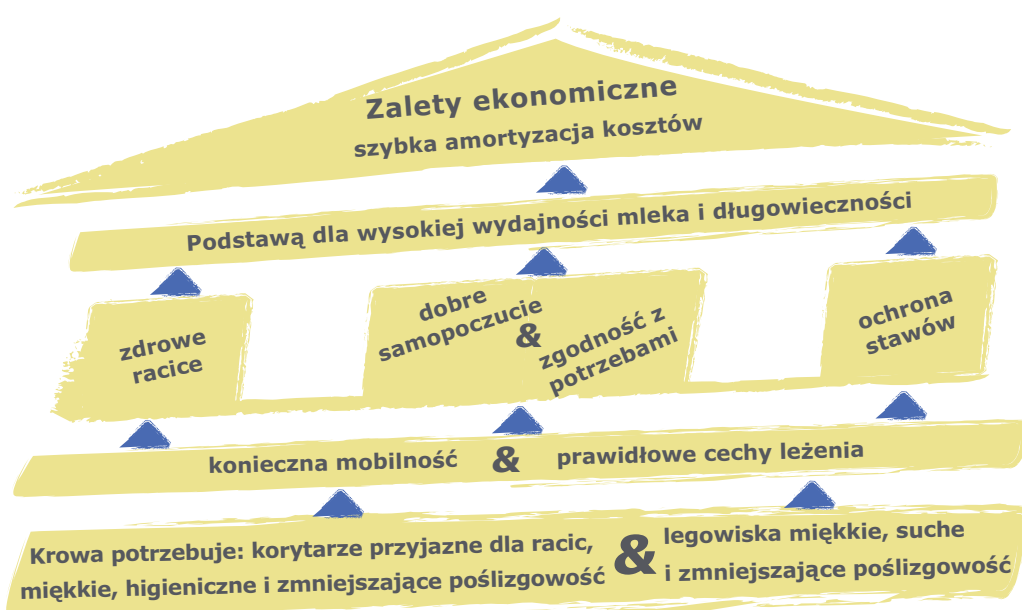 Zalety ekonomiczne
szybka amortyzacja kosztów
Podstawą dla wysokiej wydajności mleka i długowieczności
zdrowe
racice
dobre
samopoczucie
&
zgodność z
potrzebami
ochrona
stawów
konieczna mobilność & prawidłowe cechy leżenia
Krowa potrzebuje: korytarze przyjazne dla racic,
miękkie, higieniczne i zmniejszające poślizgowość
&
legowiska miękkie, suche
i zmniejszające poślizgowość